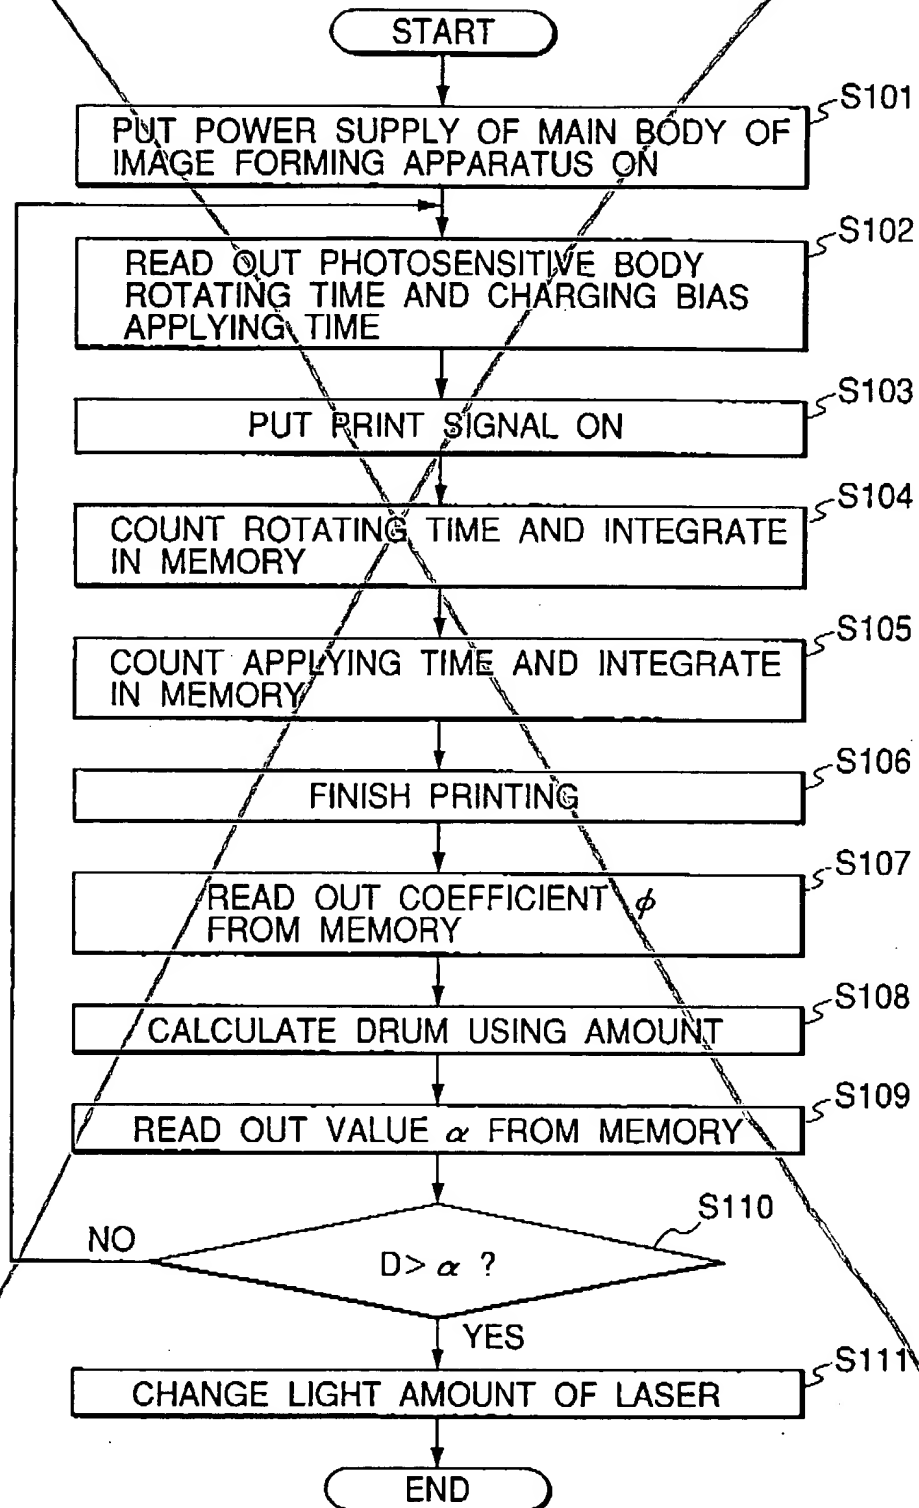 START
S101
PUT POWER SUPPLY OF MAIN BODY OF
IMAGE FORMING APPARATUS ON
S102
READ OUT PHOTOSENSITIVE BODY
ROTATING TIME AND CHARGING BIAS
APPLYING TIME
S103
PUT PRINT SIGNAL ON
S104
COUNT ROTATING TIME AND INTEGRATE
IN MEMORY
S105
COUNT APPLYING TIME AND INTEGRATE
IN MEMORY
S106
FINISH PRINTING
S107
READ OUT COEFFICIENT ϕ
FROM MEMORY
S108
CALCULATE DRUM USING AMOUNT
S109
READ OUT VALUE α FROM MEMORY
S110
NO
D> α ?
YES
S111
CHANGE LIGHT AMOUNT OF LASER
END